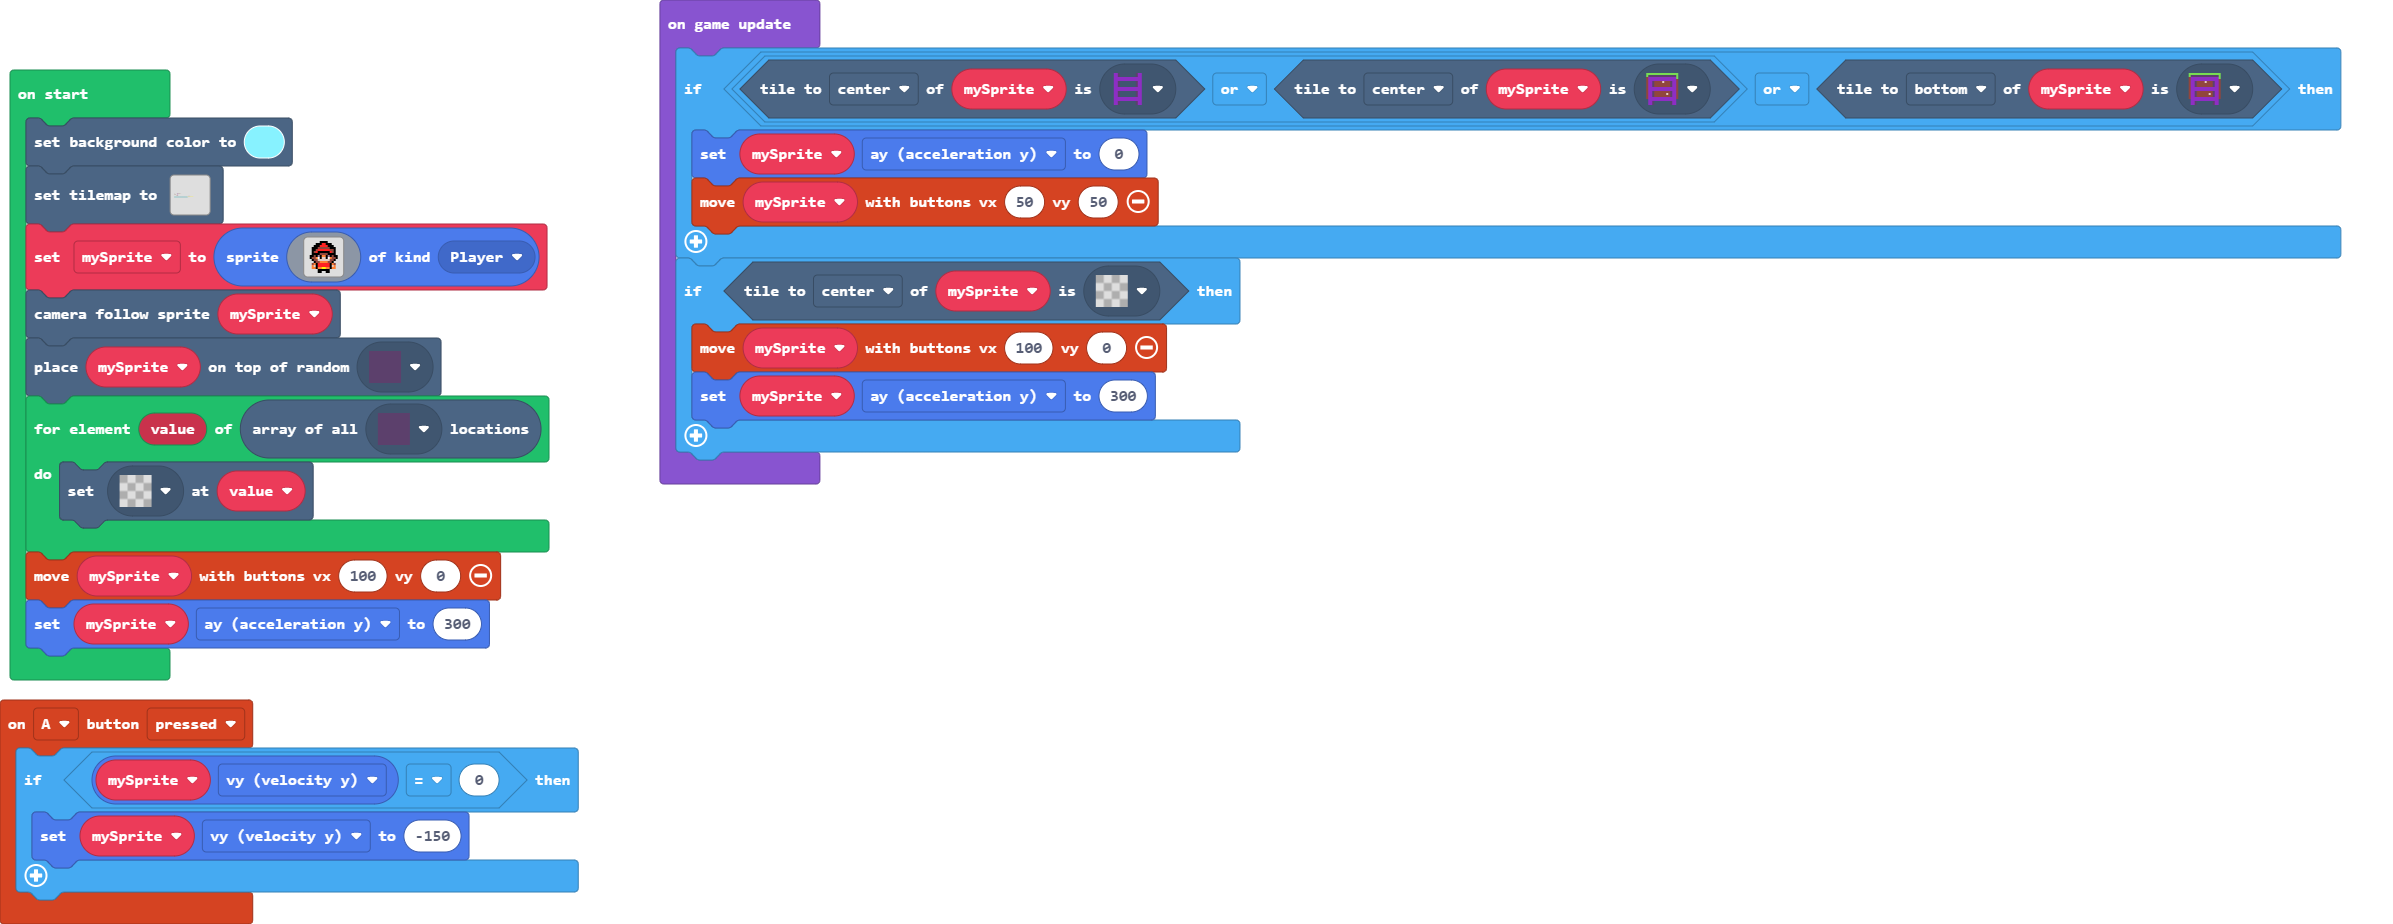 on start
set background color to
set tilemap to
set mySprite to sprite of kind Player
camera follow sprite mySprite
place mySprite on top of random
for element value of array of all locations
do set at value
move mySprite with buttons vx 100 vy 0
set mySprite ay (acceleration y) to 300
on A button pressed
if mySprite vy (velocity y) = 0 then
set mySprite vy (velocity y) to -150
on game update
if tile to center of mySprite is or tile to center of mySprite is or tile to bottom of mySprite is then
set mySprite ay (acceleration y) to 0
move mySprite with buttons vx 50 vy 50
if tile to center of mySprite is then
move mySprite with buttons vx 100 vy 0
set mySprite ay (acceleration y) to 300